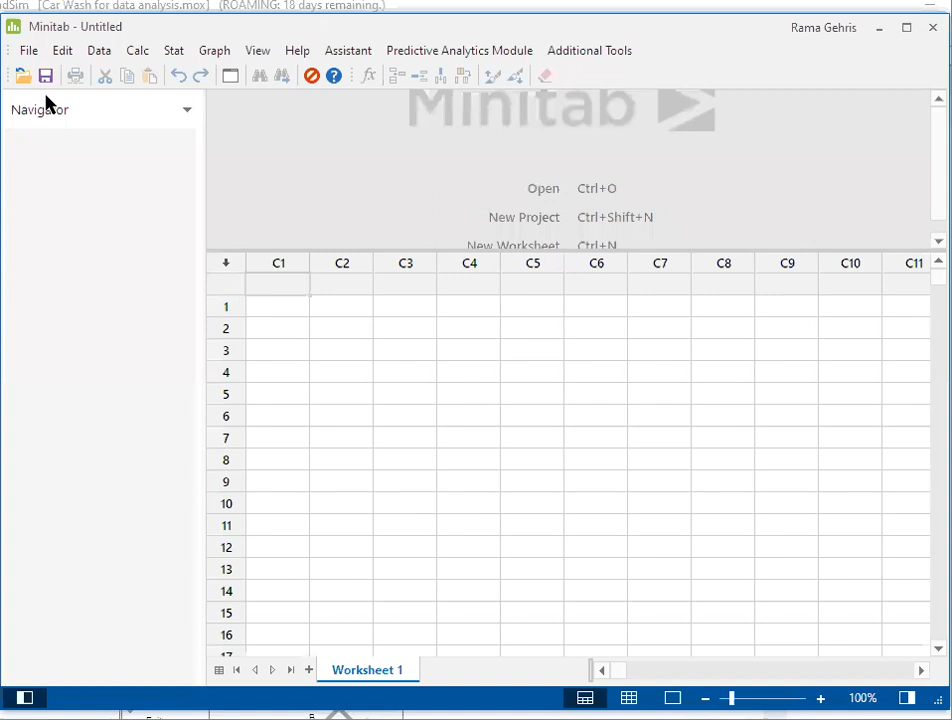 adSim [Car Wash for data analysis.mox] (ROAMING: 18 days remaining.)
Minitab - Untitled Rama Gehris
File Edit Data Calc Stat Graph View Help Assistant Predictive Analytics Module Additional Tools
Navigator
Minitab
Open Ctrl+O
New Project Ctrl+Shift+N
New Worksheet Ctrl+N
C1 C2 C3 C4 C5 C6 C7 C8 C9 C10 C11
1
2
3
4
5
6
7
8
9
10
11
12
13
14
15
16
17
Worksheet 1
100%